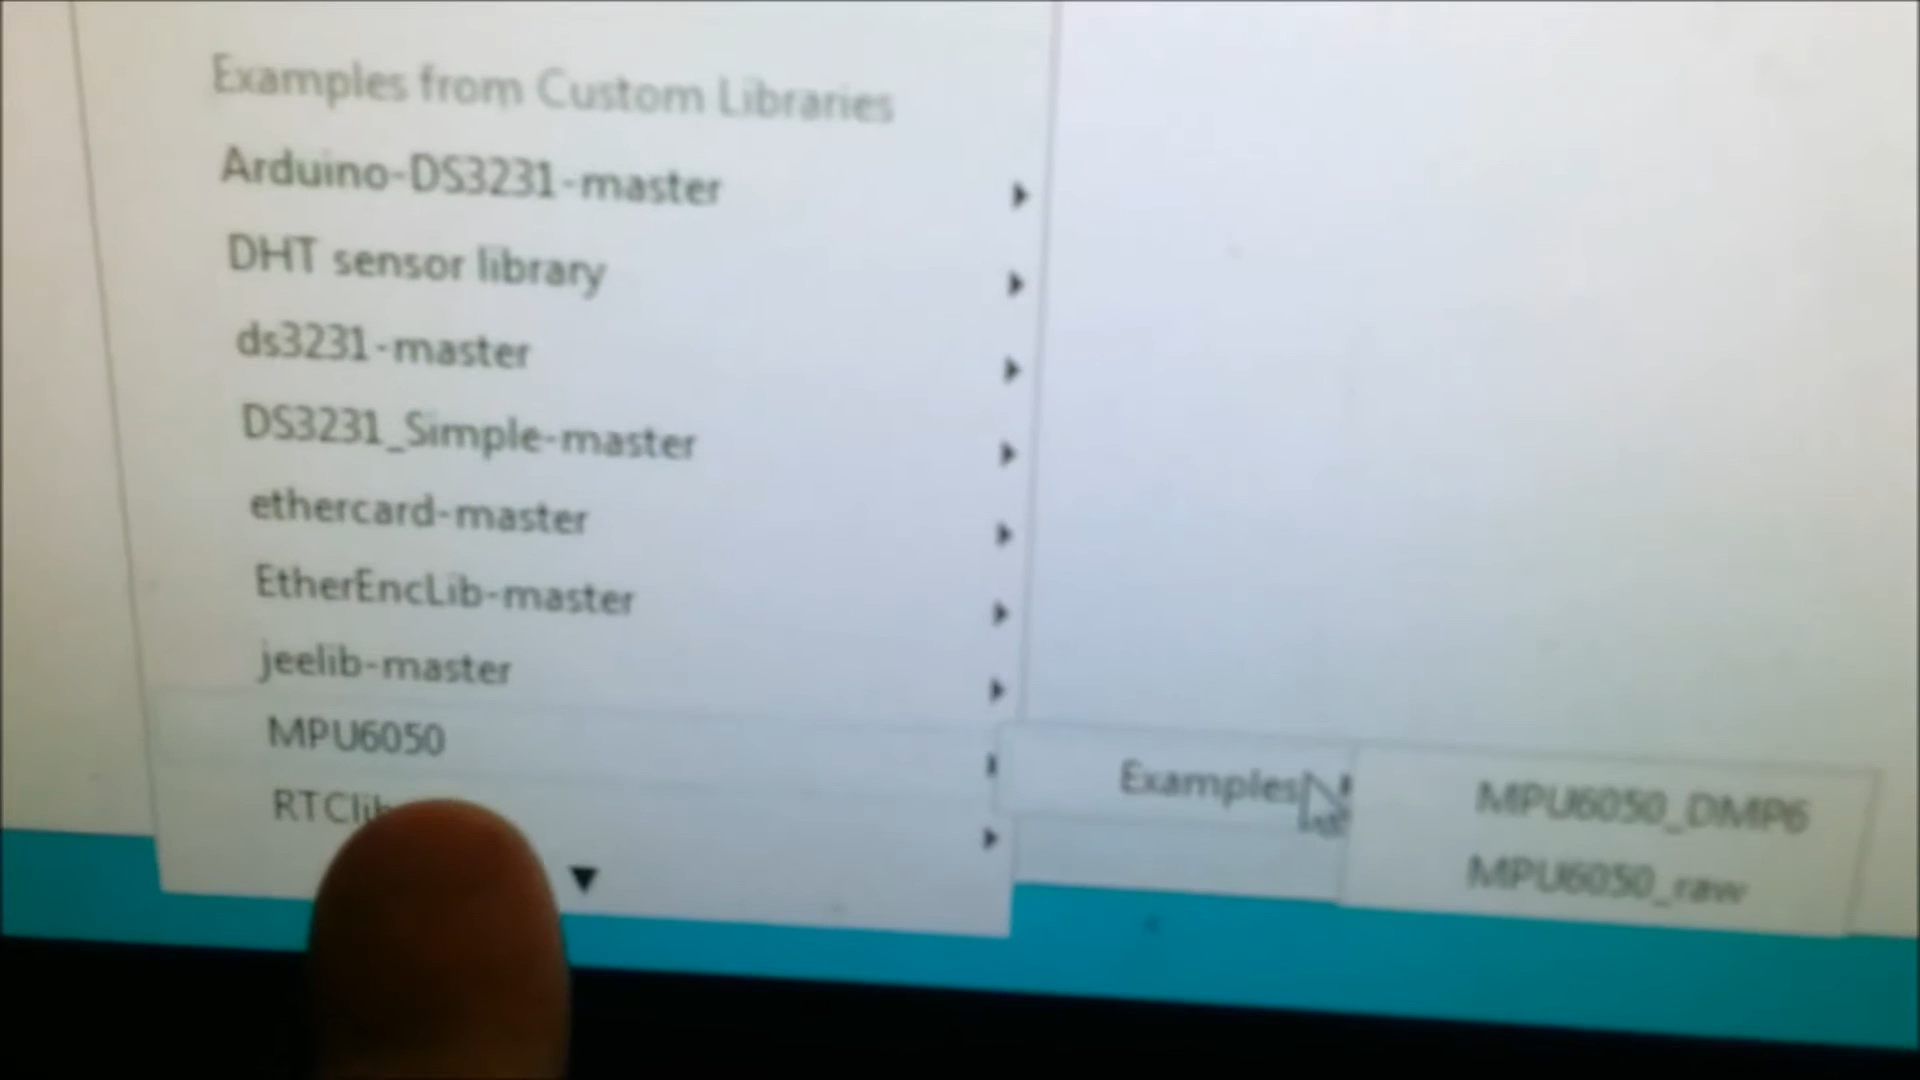 Examples from Custom Libraries
Arduino-DS3231-master
DHT sensor library
ds3231-master
DS3231_Simple-master
ethercard-master
EtherEncLib-master
jeelib-master
MPU6050
Examples
MPU6050_DMP6
MPU6050_raw
RTClib